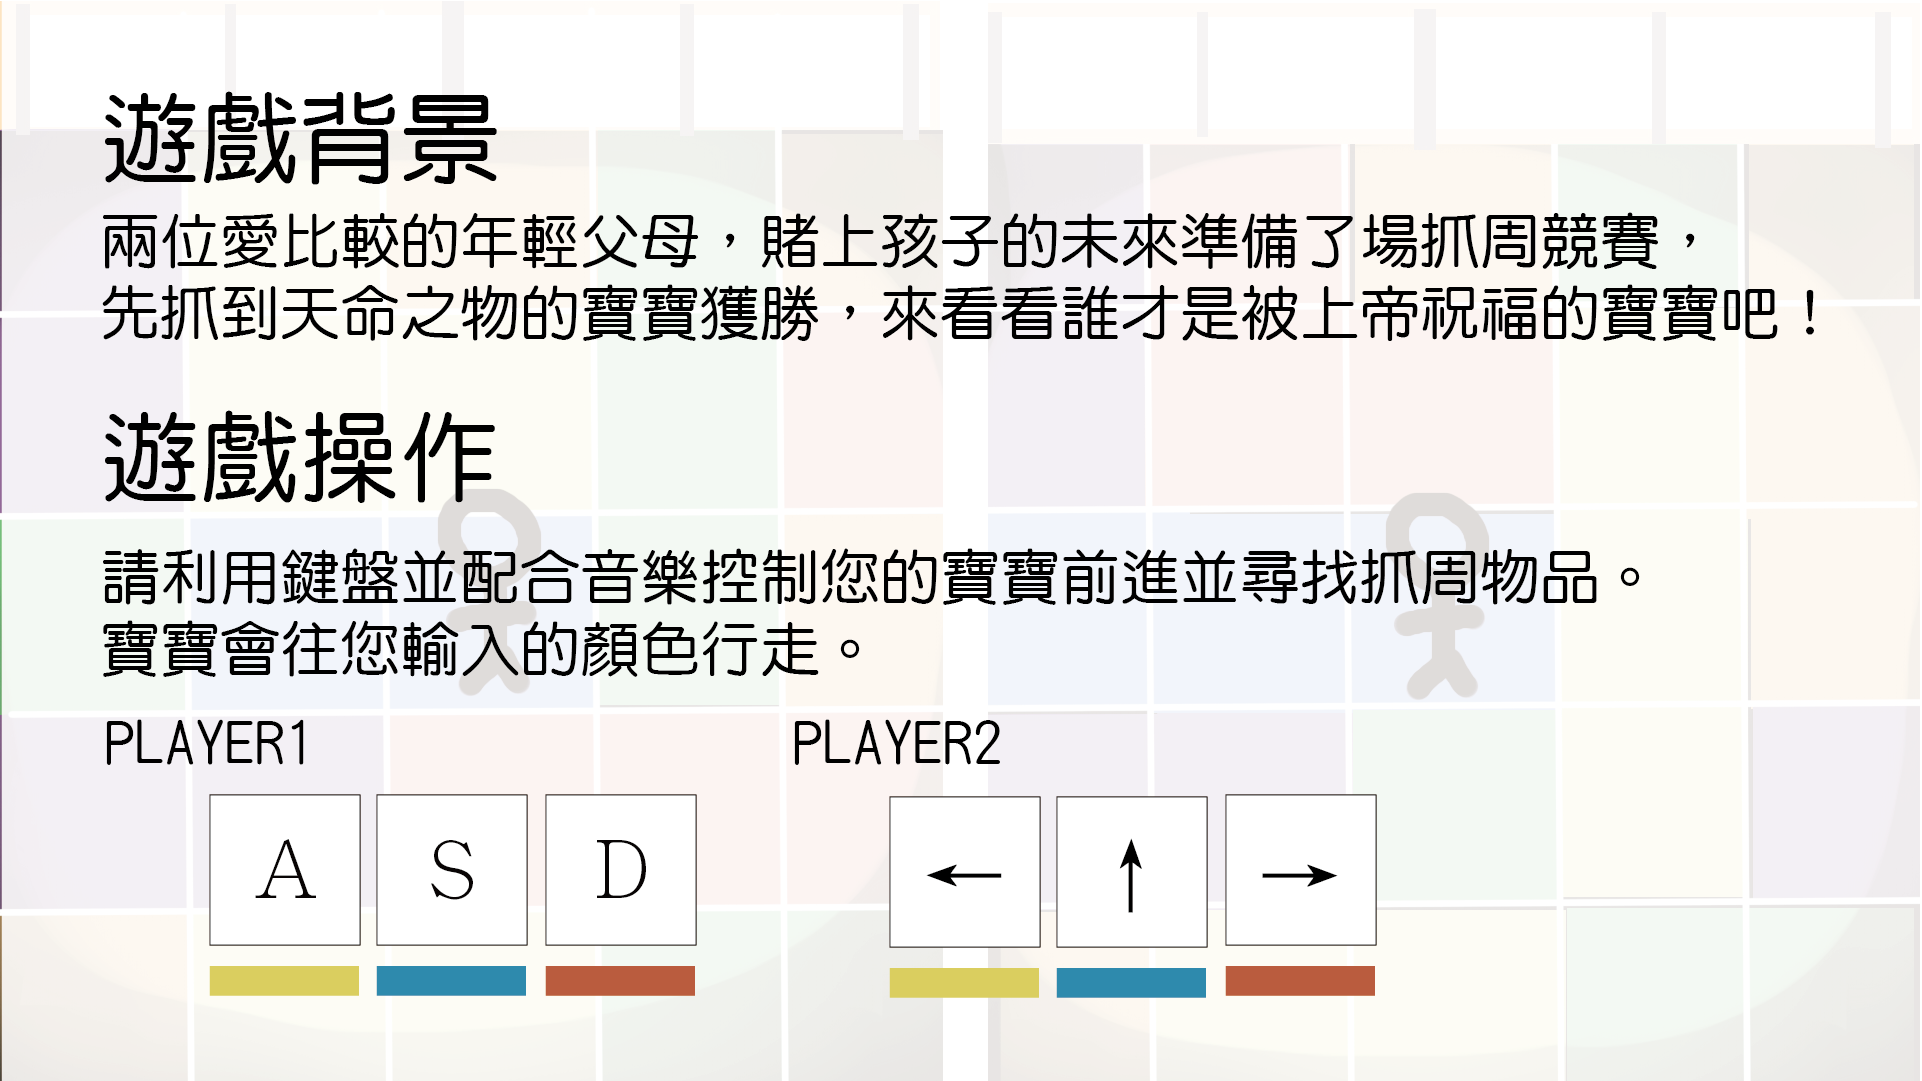 遊戲背景
兩位愛比較的年輕父母，賭上孩子的未來準備了場抓周競賽，
先抓到天命之物的寶寶獲勝，來看看誰才是被上帝祝福的寶寶吧！
遊戲操作
請利用鍵盤並配合音樂控制您的寶寶前進並尋找抓周物品。
寶寶會往您輸入的顏色行走。
PLAYER1 PLAYER2
A S D ← ↑ →